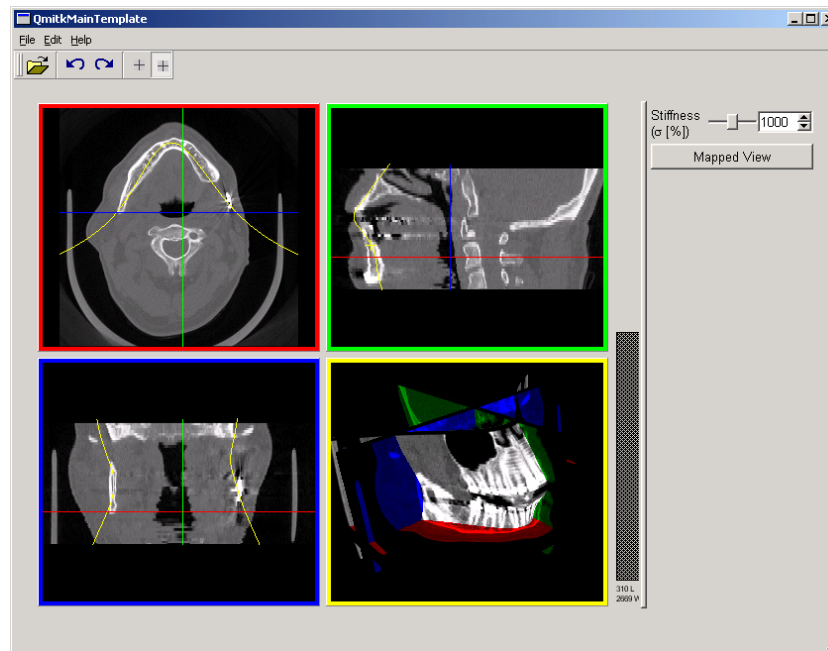 QmitkMainTemplate
File Edit Help
Stiffness
(σ [%])
1000
Mapped View
310 L
2669 W